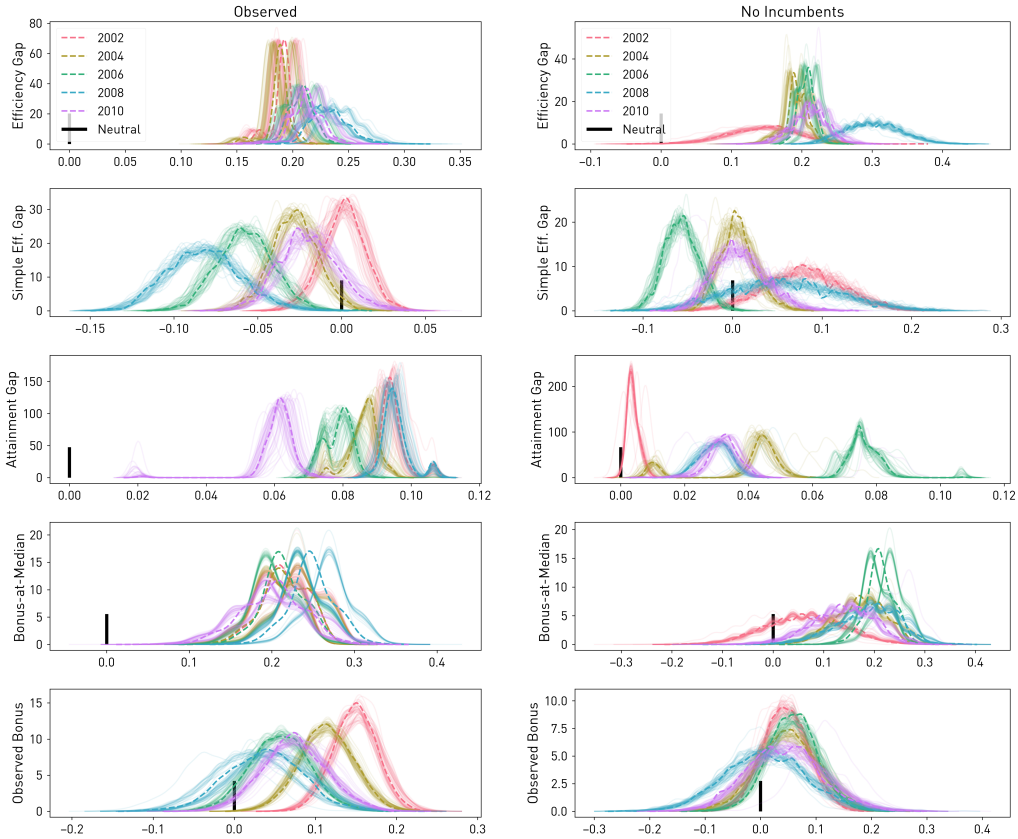 Observed
No Incumbents
Efficiency Gap
80
60
40
20
0
2002
2004
2006
2008
2010
Neutral
0.00 0.05 0.10 0.15 0.20 0.25 0.30 0.35
Efficiency Gap
40
20
0
2002
2004
2006
2008
2010
Neutral
−0.1 0.0 0.1 0.2 0.3 0.4
Simple Eff. Gap
30
20
10
0
−0.15 −0.10 −0.05 0.00 0.05
Simple Eff. Gap
20
10
0
−0.1 0.0 0.1 0.2 0.3
Attainment Gap
150
100
50
0
0.00 0.02 0.04 0.06 0.08 0.10 0.12
Attainment Gap
200
100
0
0.00 0.02 0.04 0.06 0.08 0.10 0.12
Bonus-at-Median
20
15
10
5
0
0.0 0.1 0.2 0.3 0.4
Bonus-at-Median
20
15
10
5
0
−0.3 −0.2 −0.1 0.0 0.1 0.2 0.3 0.4
Observed Bonus
15
10
5
0
−0.2 −0.1 0.0 0.1 0.2 0.3
Observed Bonus
10.0
7.5
5.0
2.5
0.0
−0.3 −0.2 −0.1 0.0 0.1 0.2 0.3 0.4